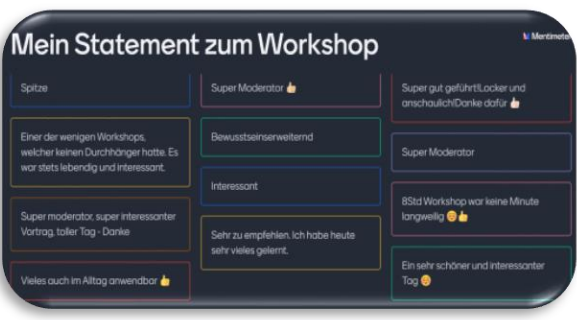 Mein Statement zum Workshop
Mentimeter
Spitze
Einer der wenigen Workshops,
welcher keinen Durchhänger hatte. Es
war stets lebendig und interessant.
Super moderator, super interessanter
Vortrag, toller Tag - Danke
Vieles auch im Alltag anwendbar 👍
Super Moderator 👍🏻
Bewusstseinserweiternd
Interessant
Sehr zu empfehlen. Ich habe heute
sehr vieles gelernt.
Super gut geführt!Locker und
anschaulich!Danke dafür 👍🏻
Super Moderator
8Std Workshop war keine Minute
langweilig ☺️👍
Ein sehr schöner und interessanter
Tag ☺️